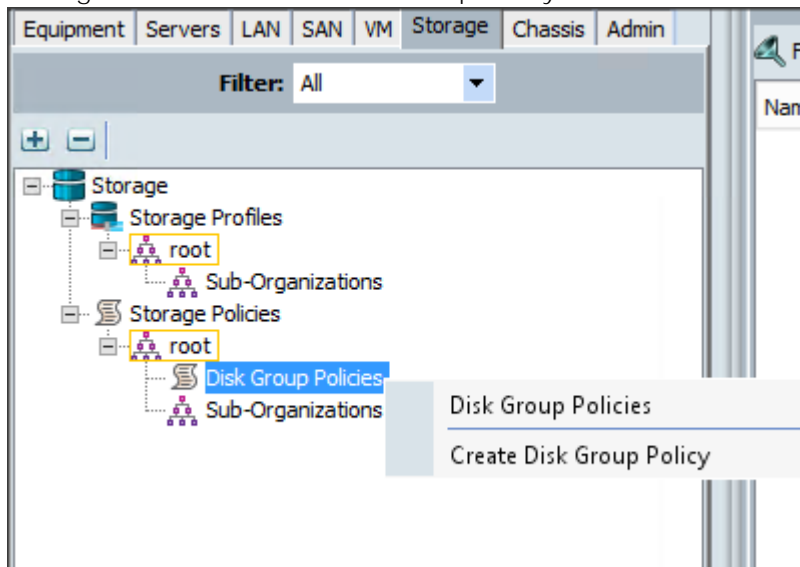 Equipment Servers LAN SAN VM Storage Chassis Admin
Filter: All
Storage
Storage Profiles
root
Sub-Organizations
Storage Policies
root
Disk Group Policies
Sub-Organizations
Disk Group Policies
Create Disk Group Policy